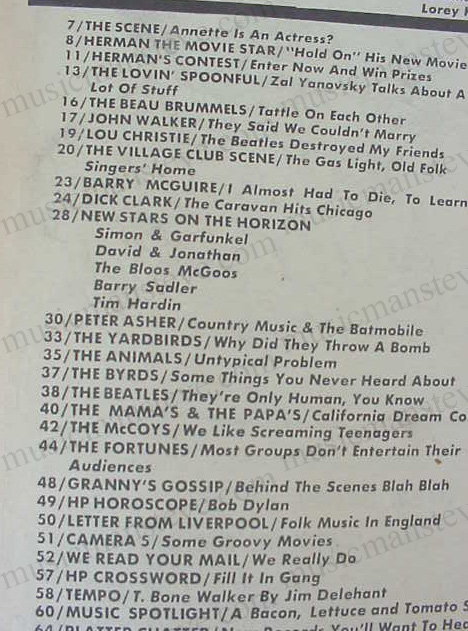 Lorey
7/THE SCENE/Annette Is An Actress?
8/HERMAN THE MOVIE STAR/"Hold On" His New Movie
11/HERMAN'S CONTEST/Enter Now And Win Prizes
13/THE LOVIN' SPOONFUL/Zal Yanovsky Talks About A
Lot Of Stuff
16/THE BEAU BRUMMELS/Tattle On Each Other
17/JOHN WALKER/They Said We Couldn't Marry
19/LOU CHRISTIE/The Beatles Destroyed My Friends
20/THE VILLAGE CLUB SCENE/The Gas Light, Old Folk
Singers' Home
23/BARRY MCGUIRE/I Almost Had To Die, To Learn
24/DICK CLARK/The Caravan Hits Chicago
28/NEW STARS ON THE HORIZON
Simon & Garfunkel
David & Jonathan
The Bloos McGoos
Barry Sadler
Tim Hardin
30/PETER ASHER/Country Music & The Batmobile
33/THE YARDBIRDS/Why Did They Throw A Bomb
35/THE ANIMALS/Untypical Problem
37/THE BYRDS/Some Things You Never Heard About
38/THE BEATLES/They're Only Human, You Know
40/THE MAMA'S & THE PAPA'S/California Dream Co
42/THE McCOYS/We Like Screaming Teenagers
44/THE FORTUNES/Most Groups Don't Entertain Their
Audiences
48/GRANNY'S GOSSIP/Behind The Scenes Blah Blah
49/HP HOROSCOPE/Bob Dylan
50/LETTER FROM LIVERPOOL/Folk Music In England
51/CAMERA 5/Some Groovy Movies
52/WE READ YOUR MAIL/We Really Do
57/HP CROSSWORD/Fill It In Gang
58/TEMPO/T. Bone Walker By Jim Delehant
60/MUSIC SPOTLIGHT/A Bacon, Lettuce and Tomato S
64/PLATTER CHATTER/New Records You'll Want To Hea